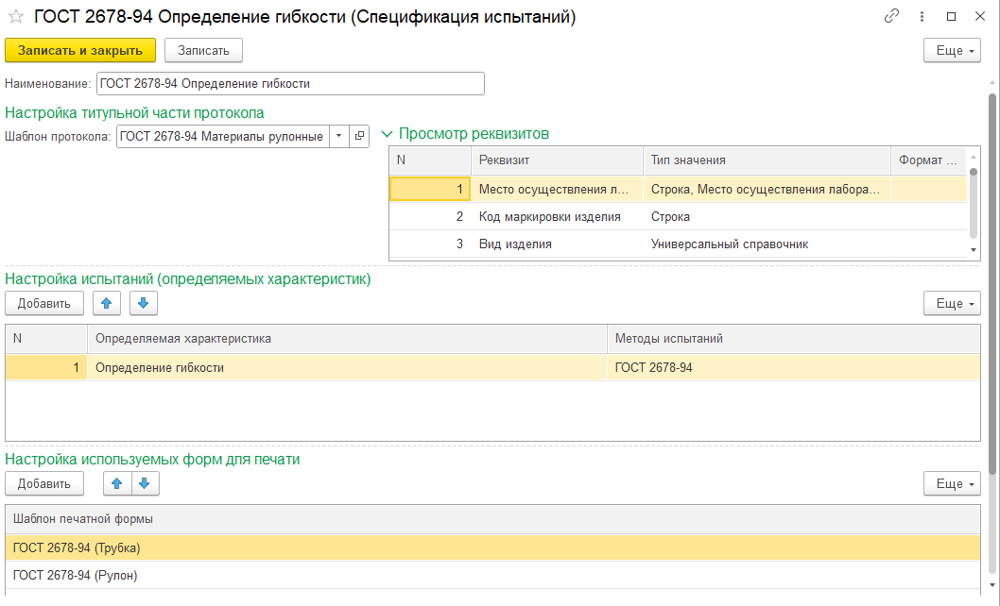 ГОСТ 2678-94 Определение гибкости (Спецификация испытаний)
Записать и закрыть Записать Еще
Наименование: ГОСТ 2678-94 Определение гибкости
Настройка титульной части протокола
Шаблон протокола: ГОСТ 2678-94 Материалы рулонные
Просмотр реквизитов
N Реквизит Тип значения Формат ...
1 Место осуществления л... Строка, Место осуществления лабора...
2 Код маркировки изделия Строка
3 Вид изделия Универсальный справочник
Настройка испытаний (определяемых характеристик)
Добавить Еще
N Определяемая характеристика Методы испытаний
1 Определение гибкости ГОСТ 2678-94
Настройка используемых форм для печати
Добавить Еще
Шаблон печатной формы
ГОСТ 2678-94 (Трубка)
ГОСТ 2678-94 (Рулон)